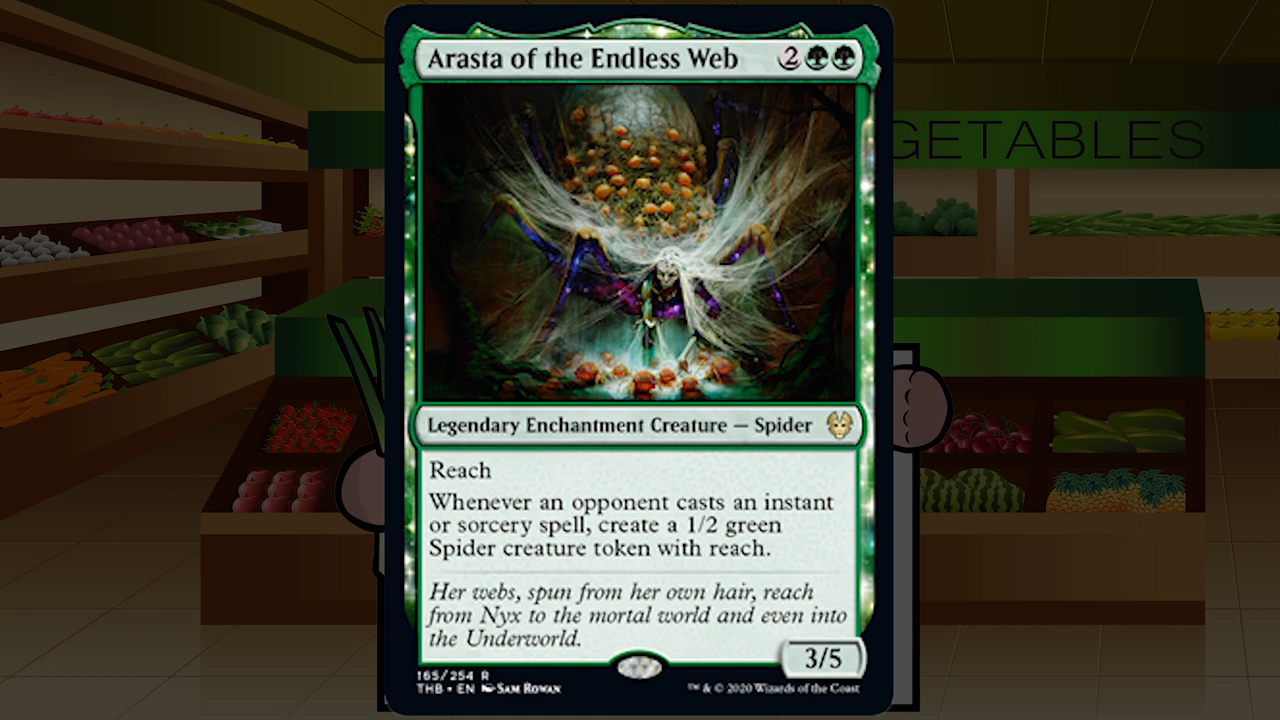 Arasta of the Endless Web 2
GETABLES
Legendary Enchantment Creature — Spider
Reach
Whenever an opponent casts an instant
or sorcery spell, create a 1/2 green
Spider creature token with reach.
Her webs, spun from her own hair, reach
from Nyx to the mortal world and even into
the Underworld.
3/5
165/254 R
THB • EN Sam Rowan
™ & © 2020 Wizards of the Coast